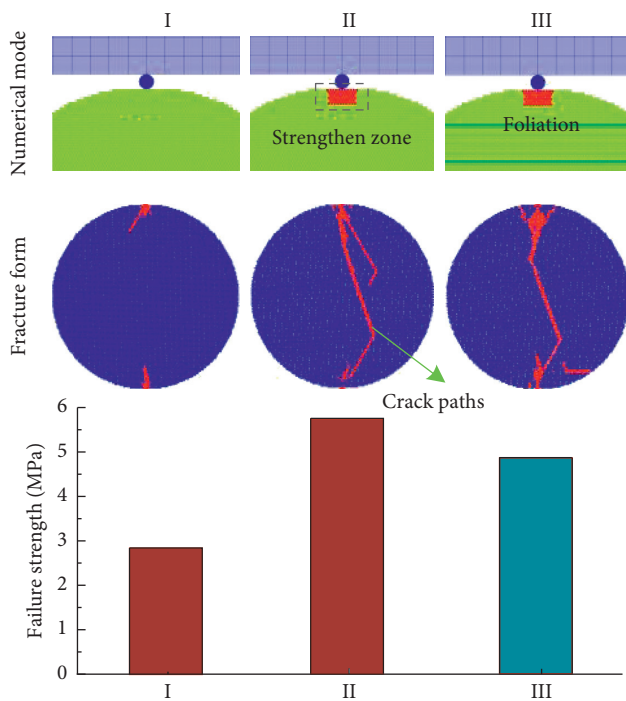 I II III
Numerical mode
Strengthen zone
Foliation
Fracture form
Crack paths
Failure strength (MPa)
6
5
4
3
2
1
0
I II III